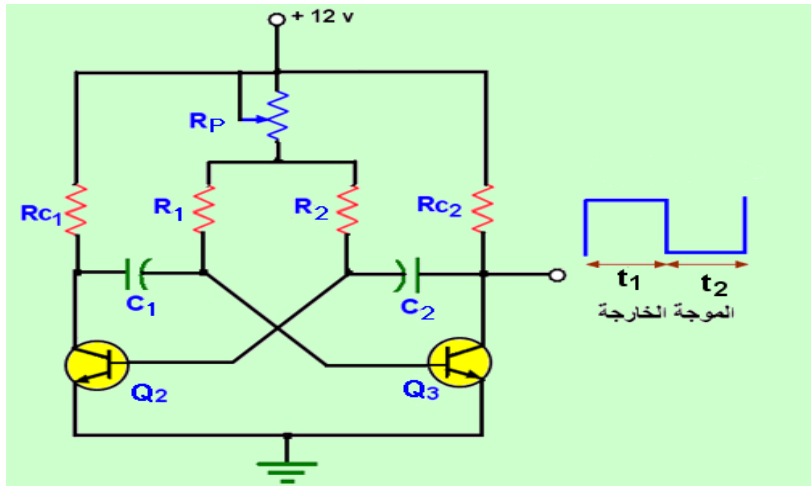 + 12 v
RP
Rc1
R1
R2
Rc2
C1
C2
t1
t2
الموجة الخارجة
Q2
Q3